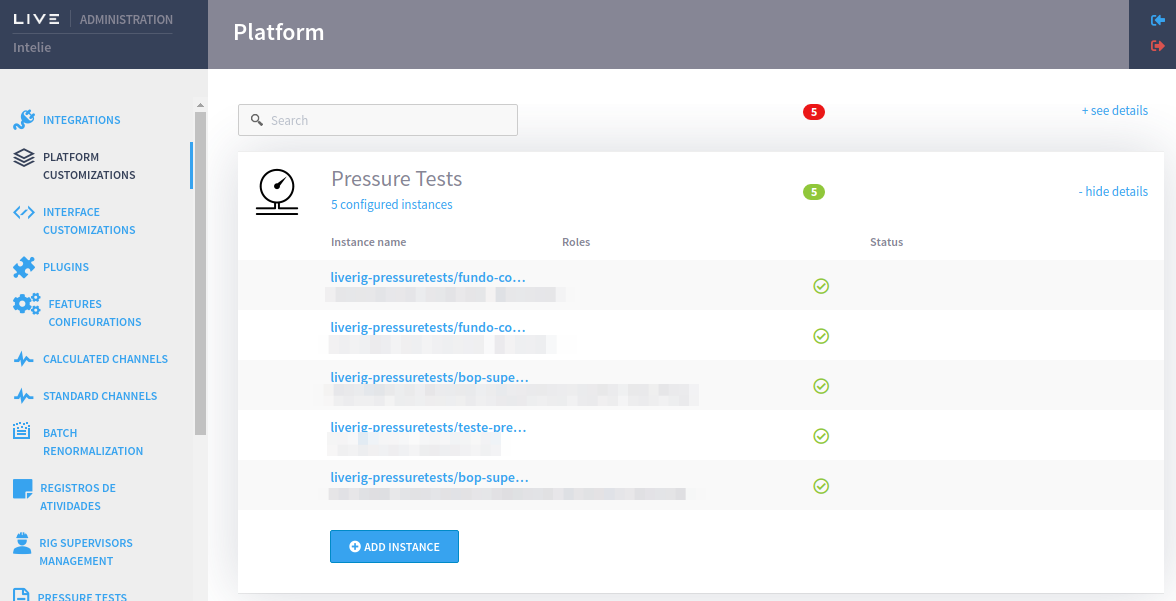 LIVE ADMINISTRATION
Intelie
Platform
INTEGRATIONS
PLATFORM
CUSTOMIZATIONS
INTERFACE
CUSTOMIZATIONS
PLUGINS
FEATURES
CONFIGURATIONS
CALCULATED CHANNELS
STANDARD CHANNELS
BATCH
RENORMALIZATION
REGISTROS DE
ATIVIDADES
RIG SUPERVISORS
MANAGEMENT
PRESSURE TESTS
Search
5
+ see details
Pressure Tests
5 configured instances
5
- hide details
Instance name Roles Status
liverig-pressuretests/fundo-co...
liverig-pressuretests/fundo-co...
liverig-pressuretests/bop-supe...
liverig-pressuretests/teste-pre...
liverig-pressuretests/bop-supe...
ADD INSTANCE